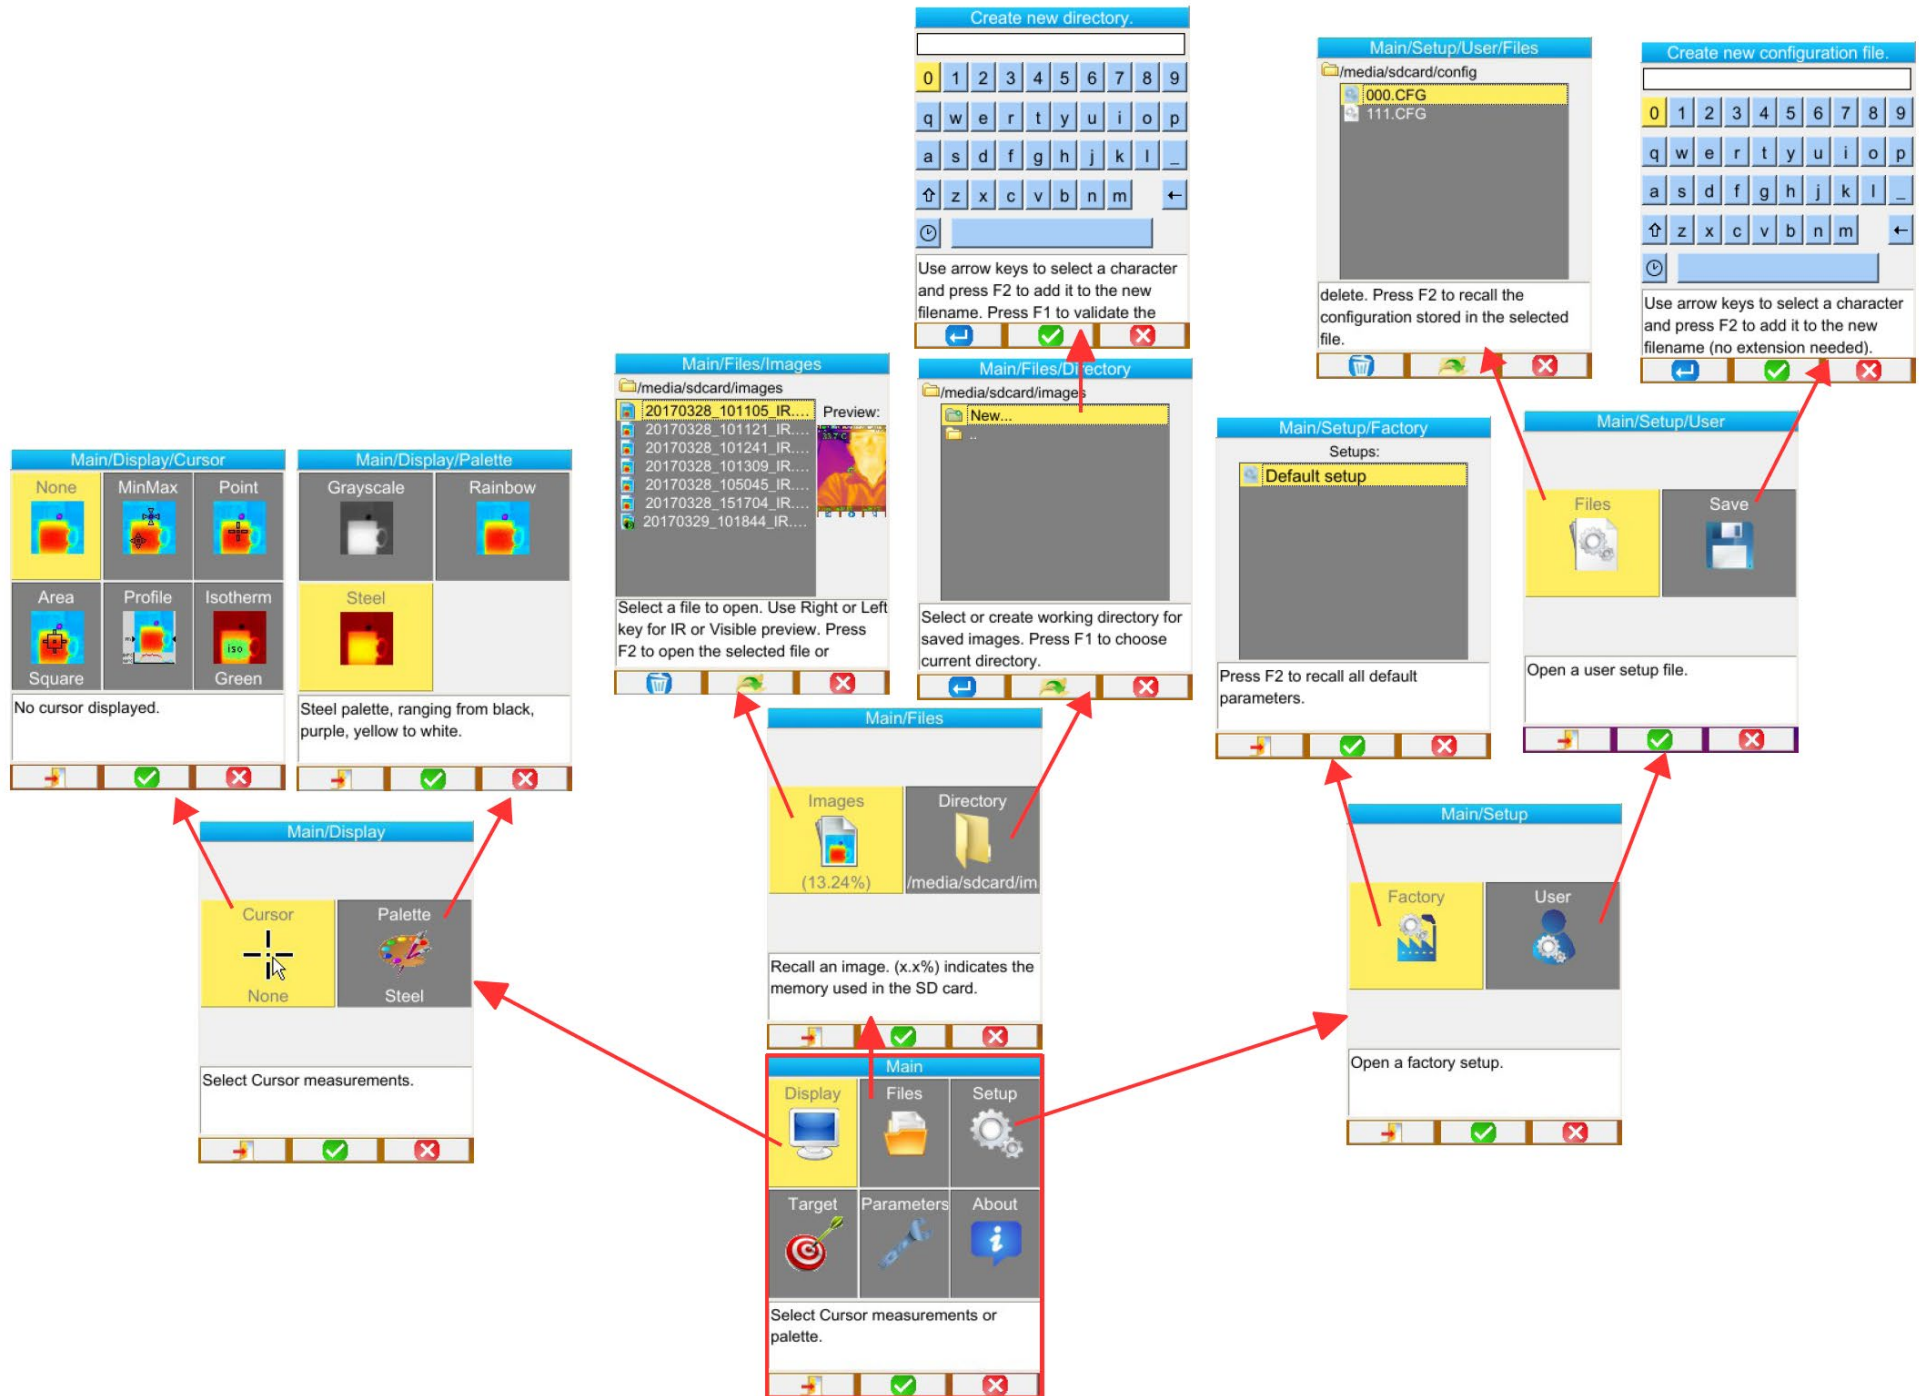 Create new directory.
0 1 2 3 4 5 6 7 8 9
q w e r t y u i o p
a s d f g h j k l _
z x c v b n m
Use arrow keys to select a character
and press F2 to add it to the new
filename. Press F1 to validate the
Main/Setup/User/Files
/media/sdcard/config
000.CFG
111.CFG
delete. Press F2 to recall the
configuration stored in the selected
file.
Create new configuration file.
0 1 2 3 4 5 6 7 8 9
q w e r t y u i o p
a s d f g h j k l _
z x c v b n m
Use arrow keys to select a character
and press F2 to add it to the new
filename (no extension needed).
Main/Files/Images
/media/sdcard/images
20170328_101105_IR....
20170328_101121_IR....
20170328_101241_IR....
20170328_101309_IR....
20170328_105045_IR....
20170328_151704_IR....
20170329_101844_IR....
Preview:
Select a file to open. Use Right or Left
key for IR or Visible preview. Press
F2 to open the selected file or
Main/Files/Directory
/media/sdcard/images
New...
..
Select or create working directory for
saved images. Press F1 to choose
current directory.
Main/Setup/Factory
Setups:
Default setup
Press F2 to recall all default
parameters.
Main/Setup/User
Files Save
Open a user setup file.
Main/Display/Cursor
None MinMax Point
Area Profile Isotherm
iso
Square Green
No cursor displayed.
Main/Display/Palette
Grayscale Rainbow
Steel
Steel palette, ranging from black,
purple, yellow to white.
Main/Files
Images Directory
(13.24%) /media/sdcard/im
Recall an image. (x.x%) indicates the
memory used in the SD card.
Main/Display
Cursor Palette
None Steel
Select Cursor measurements.
Main/Setup
Factory User
Open a factory setup.
Main
Display Files Setup
Target Parameters About
Select Cursor measurements or
palette.